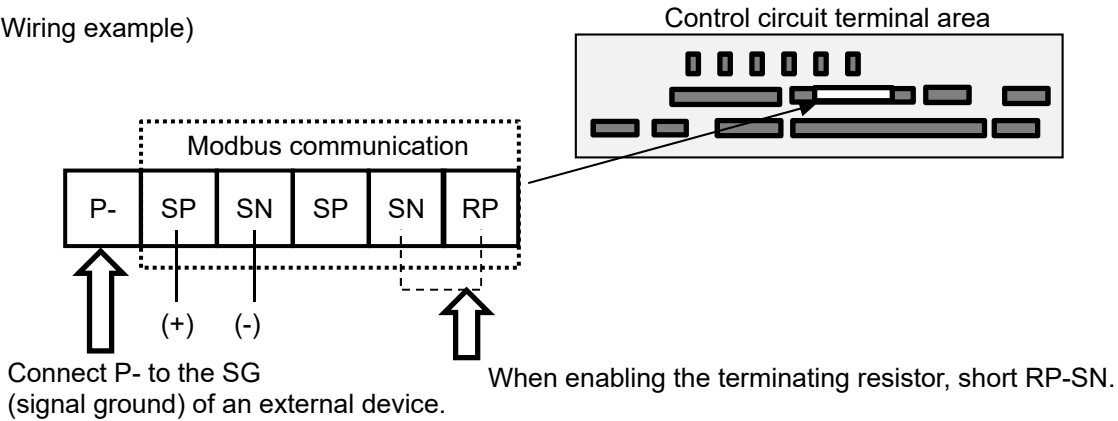 Wiring example)
Control circuit terminal area
Modbus communication
P- SP SN SP SN RP
(+) (-)
Connect P- to the SG
(signal ground) of an external device.
When enabling the terminating resistor, short RP-SN.